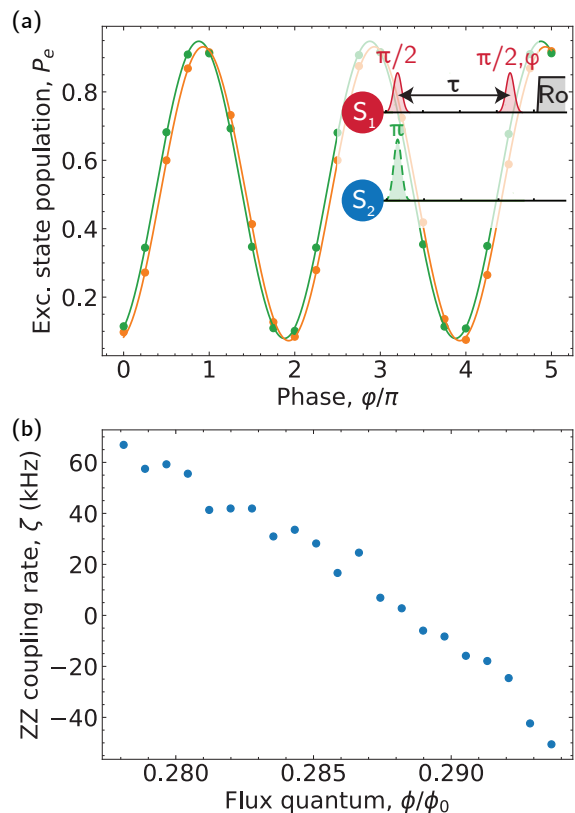 (a)
Exc. state population, Pₑ
0.8
0.6
0.4
0.2
π/2
π/2,φ
τ
Ro
S₁
π
S₂
0 1 2 3 4 5
Phase, φ/π
(b)
ZZ coupling rate, ζ (kHz)
60
40
20
0
−20
−40
0.280 0.285 0.290
Flux quantum, ϕ/ϕ₀